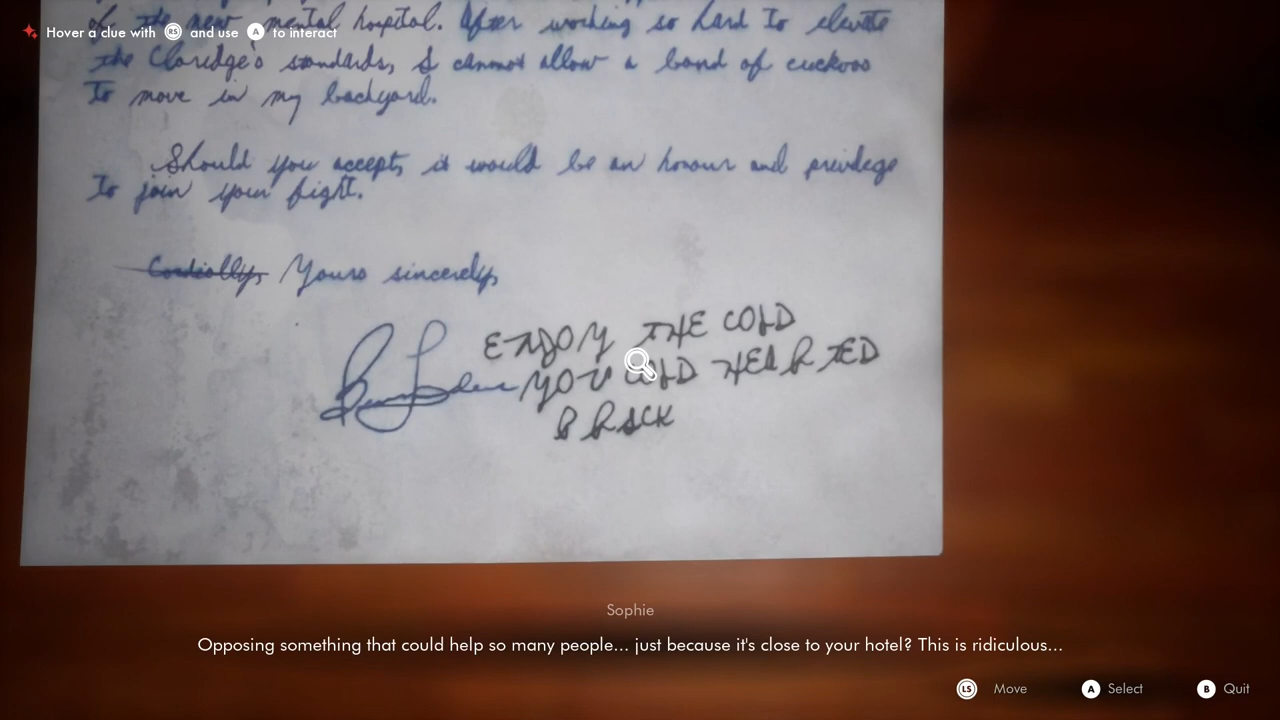 Hover a clue with RS and use A to interact
of the new mental hospital. After working so hard to elevate
the Claridge's standards, I cannot allow a band of cuckoos
to move in my backyard.
Should you accept, it would be an honour and privilege
to join your fight.
Cordially, Yours sincerely,
ENJOY THE COLD
YOU COLD HEARTED
Sophie
Opposing something that could help so many people... just because it's close to your hotel? This is ridiculous...
LS Move A Select B Quit